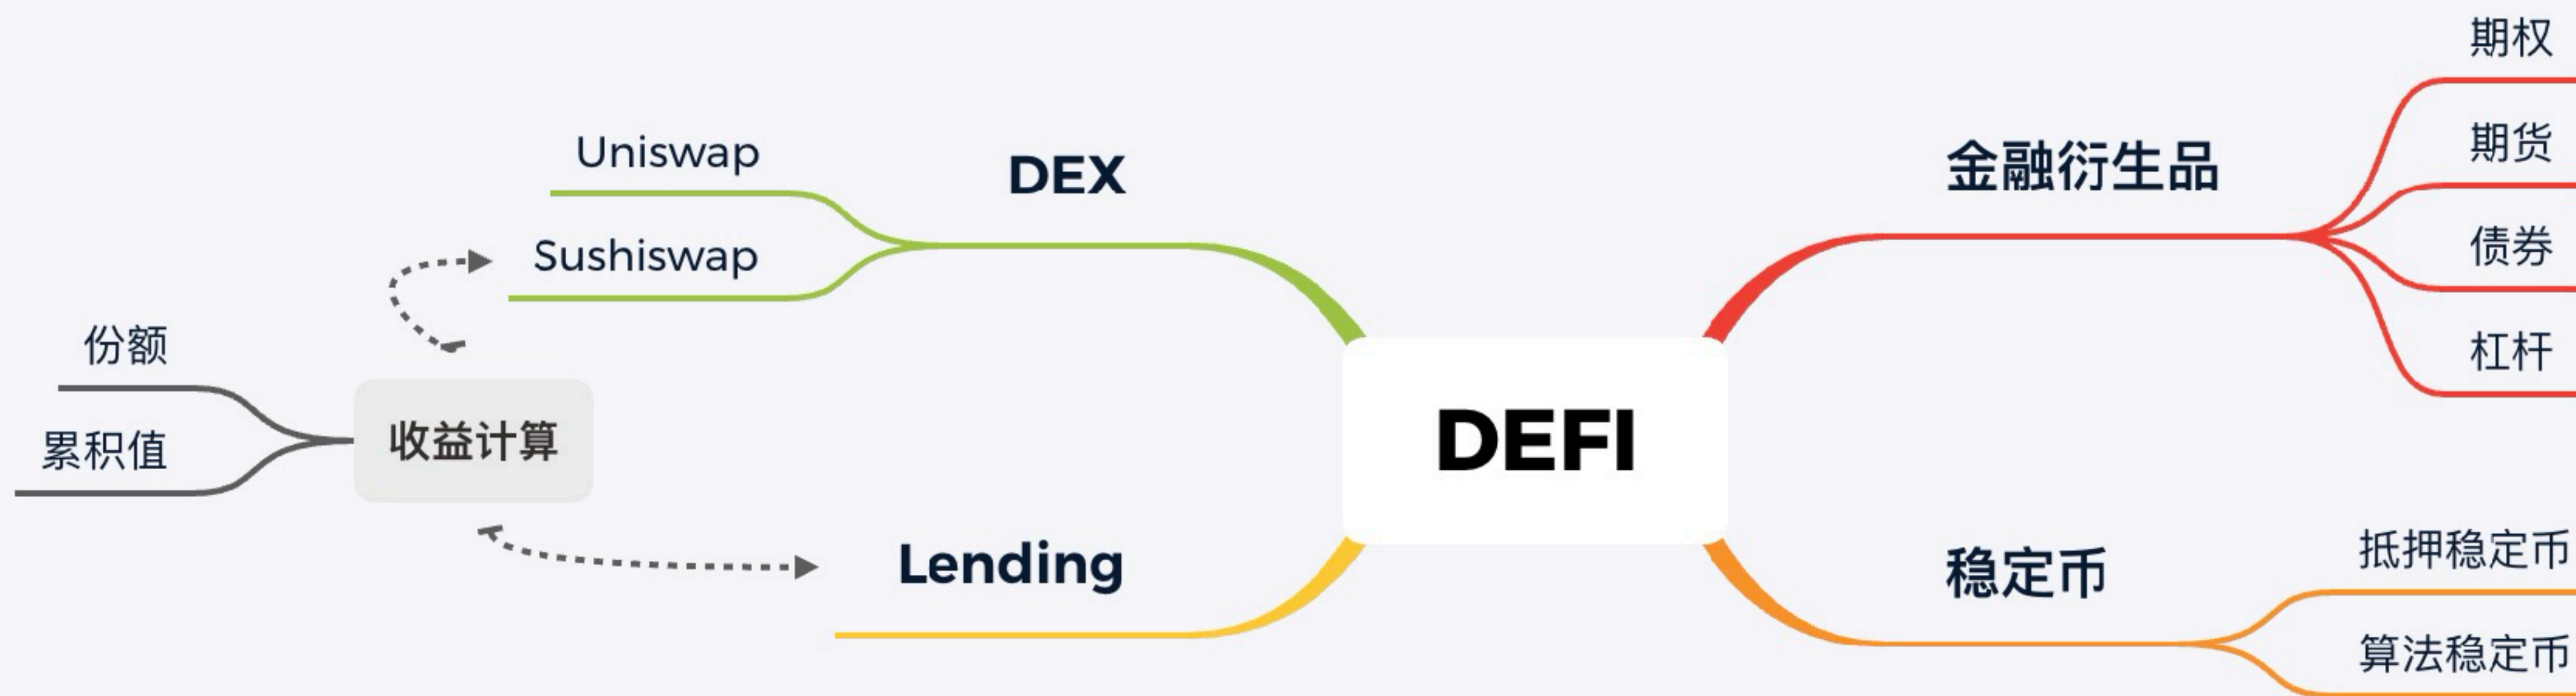 DEFI
DEX
Uniswap
Sushiswap
Lending
收益计算
份额
累积值
金融衍生品
期权
期货
债券
杠杆
稳定币
抵押稳定币
算法稳定币